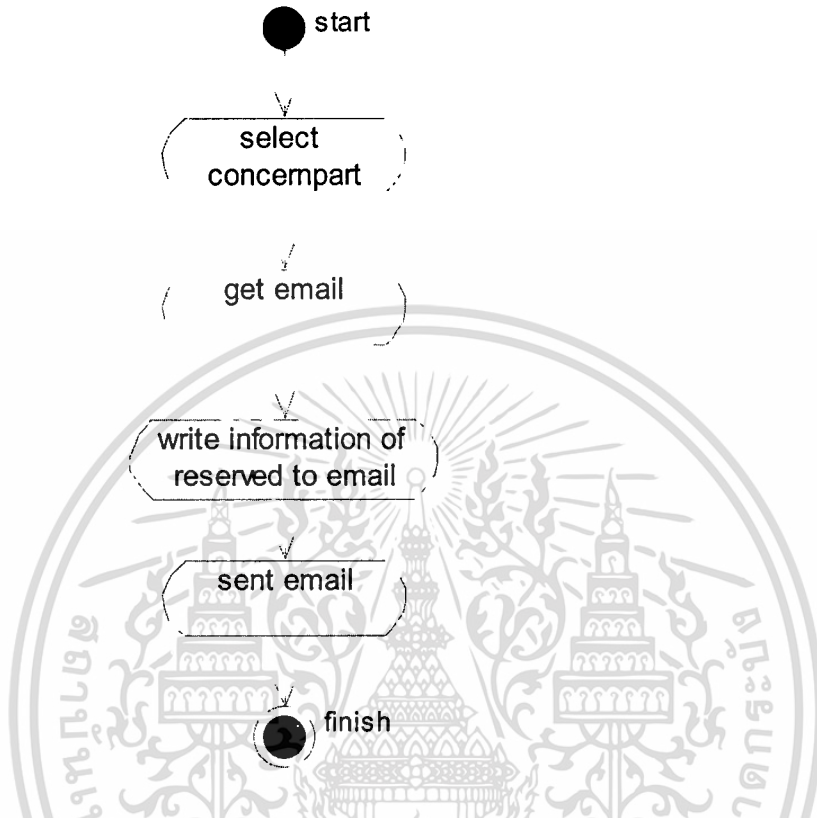 start
select
concernpart
get email
write information of
reserved to email
sent email
finish